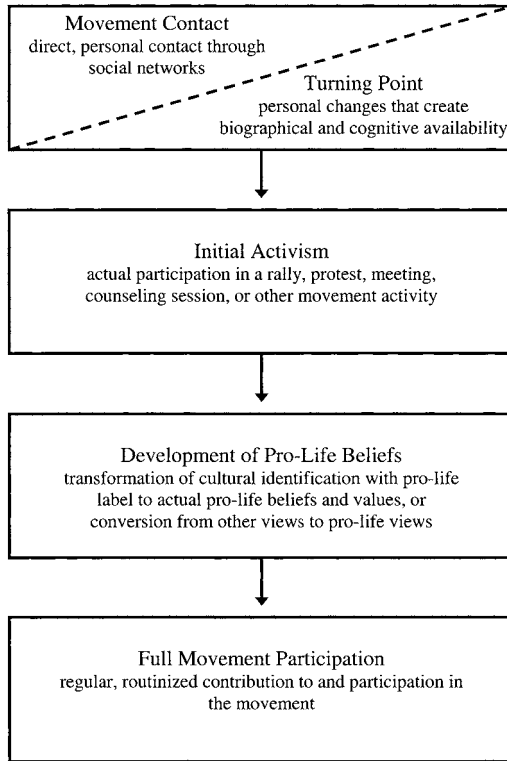 Movement Contact
direct, personal contact through
social networks
Turning Point
personal changes that create
biographical and cognitive availability
Initial Activism
actual participation in a rally, protest, meeting,
counseling session, or other movement activity
Development of Pro-Life Beliefs
transformation of cultural identification with pro-life
label to actual pro-life beliefs and values, or
conversion from other views to pro-life views
Full Movement Participation
regular, routinized contribution to and participation in
the movement